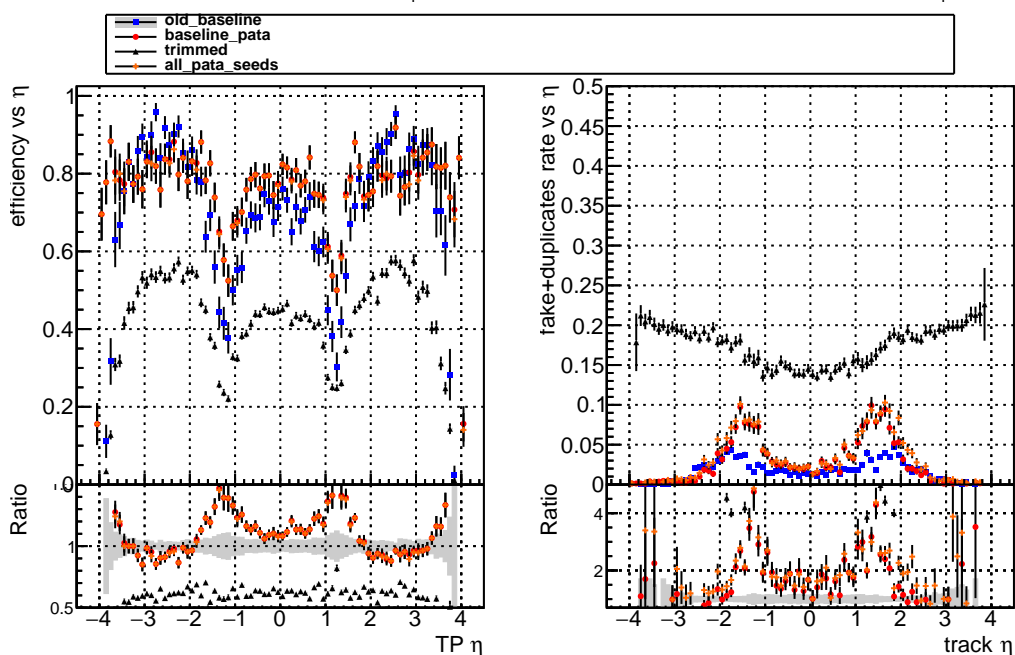 old_baseline
baseline_pata
trimmed
all_pata_seeds
efficiency vs η
1
0.8
0.6
0.4
0.2
0
Ratio
1
0.5
−4 −3 −2 −1 0 1 2 3 4
TP η
fake+duplicates rate vs η
0.5
0.45
0.4
0.35
0.3
0.25
0.2
0.15
0.1
0.05
0
Ratio
4
2
−4 −3 −2 −1 0 1 2 3 4
track η